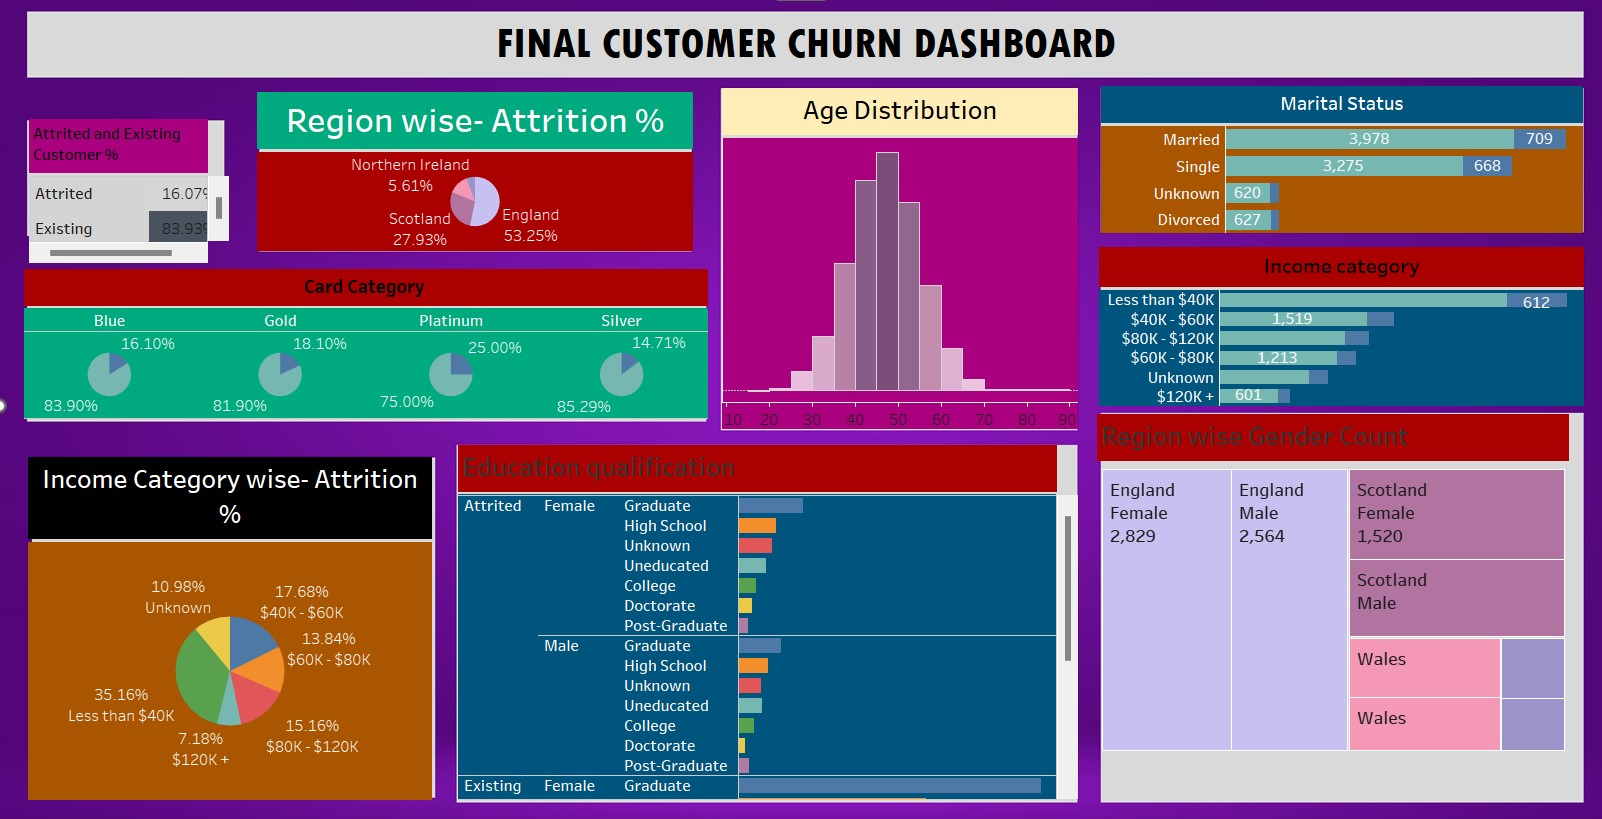 FINAL CUSTOMER CHURN DASHBOARD
Attrited and Existing
Customer %
Attrited 16.07%
Existing 83.93%
Region wise- Attrition %
Northern Ireland
5.61%
Scotland
27.93%
England
53.25%
Card Category
Blue Gold Platinum Silver
16.10% 18.10% 25.00% 14.71%
83.90% 81.90% 75.00% 85.29%
Age Distribution
10 20 30 40 50 60 70 80 90
Marital Status
Married 3,978 709
Single 3,275 668
Unknown 620
Divorced 627
Income category
Less than $40K 612
$40K - $60K 1,519
$80K - $120K
$60K - $80K 1,213
Unknown
$120K + 601
Income Category wise- Attrition
%
10.98%
Unknown
17.68%
$40K - $60K
13.84%
$60K - $80K
35.16%
Less than $40K
15.16%
$80K - $120K
7.18%
$120K +
Education qualification
Attrited Female Graduate
High School
Unknown
Uneducated
College
Doctorate
Post-Graduate
Male Graduate
High School
Unknown
Uneducated
College
Doctorate
Post-Graduate
Existing Female Graduate
Region wise Gender Count
England
Female
2,829
England
Male
2,564
Scotland
Female
1,520
Scotland
Male
Wales
Wales